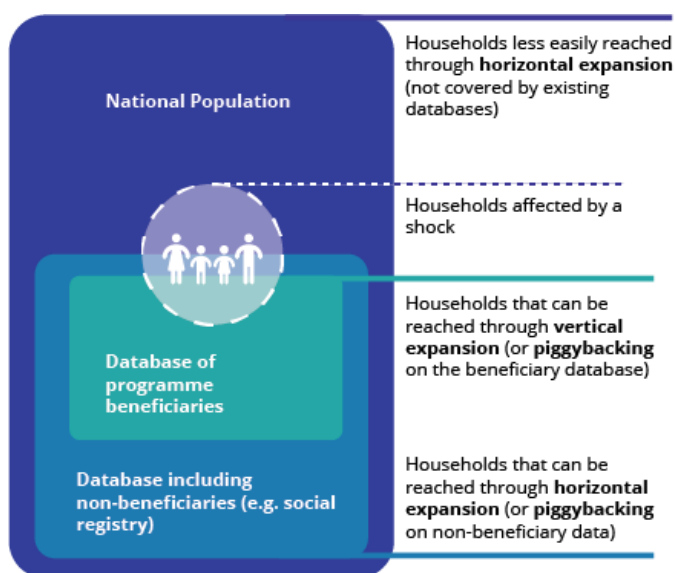 National Population
Database of
programme
beneficiaries
Database including
non-beneficiaries (e.g. social
registry)
Households less easily reached
through horizontal expansion
(not covered by existing
databases)
Households affected by a
shock
Households that can be
reached through vertical
expansion (or piggybacking
on the beneficiary database)
Households that can be
reached through horizontal
expansion (or piggybacking
on non-beneficiary data)